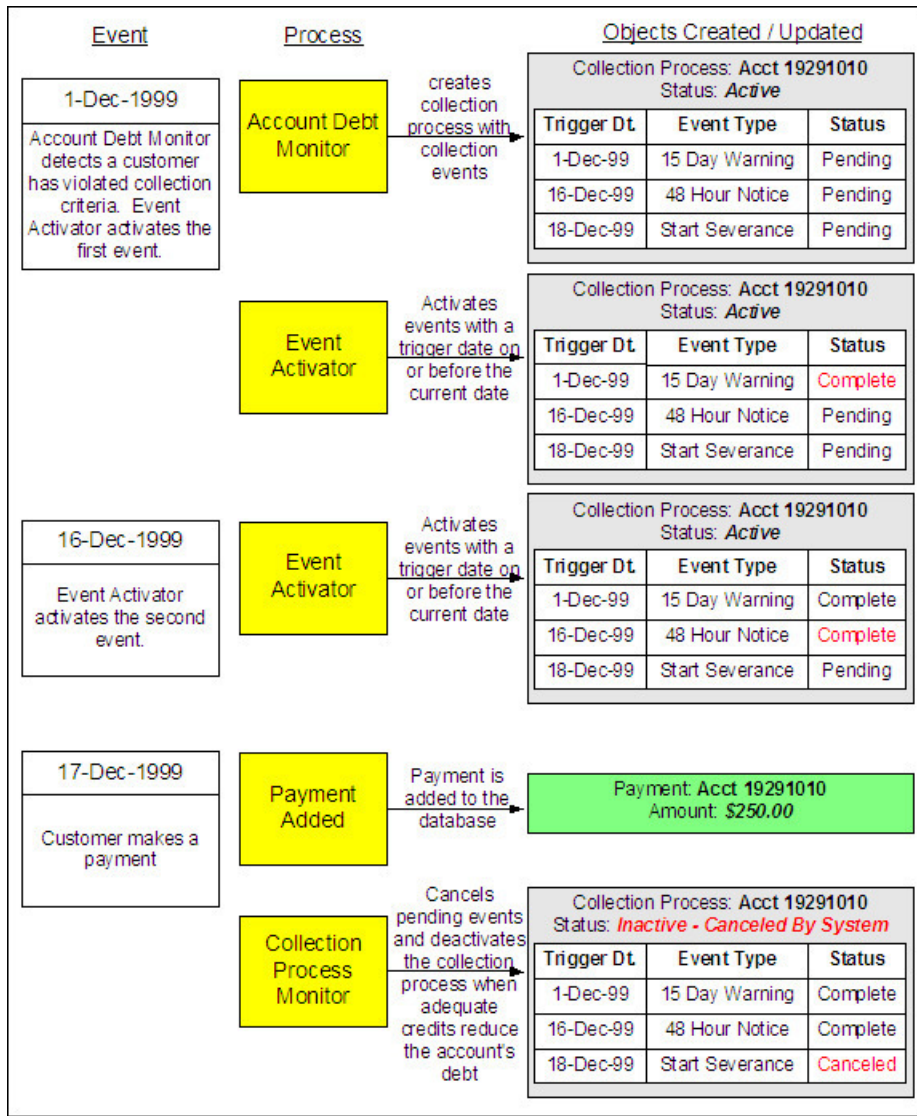 Event
Process
Objects Created / Updated
1-Dec-1999
Account Debt Monitor
detects a customer
has violated collection
criteria. Event
Activator activates the
first event.
Account Debt
Monitor
creates
collection
process with
collection
events
Collection Process: Acct 19291010
Status: Active
Trigger Dt. Event Type Status
1-Dec-99 15 Day Warning Pending
16-Dec-99 48 Hour Notice Pending
18-Dec-99 Start Severance Pending
Event
Activator
Activates
events with a
trigger date on
or before the
current date
Collection Process: Acct 19291010
Status: Active
Trigger Dt. Event Type Status
1-Dec-99 15 Day Warning Complete
16-Dec-99 48 Hour Notice Pending
18-Dec-99 Start Severance Pending
16-Dec-1999
Event Activator
activates the second
event.
Event
Activator
Activates
events with a
trigger date on
or before the
current date
Collection Process: Acct 19291010
Status: Active
Trigger Dt. Event Type Status
1-Dec-99 15 Day Warning Complete
16-Dec-99 48 Hour Notice Complete
18-Dec-99 Start Severance Pending
17-Dec-1999
Customer makes a
payment
Payment
Added
Payment is
added to the
database
Payment: Acct 19291010
Amount: $250.00
Collection
Process
Monitor
Cancels
pending events
and deactivates
the collection
process when
adequate
credits reduce
the account's
debt
Collection Process: Acct 19291010
Status: Inactive - Canceled By System
Trigger Dt. Event Type Status
1-Dec-99 15 Day Warning Complete
16-Dec-99 48 Hour Notice Complete
18-Dec-99 Start Severance Canceled